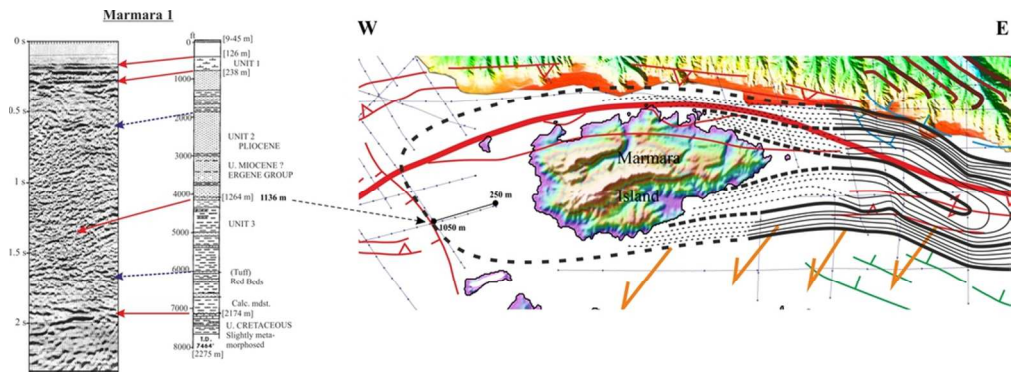 Marmara 1
ft
0 s
0
[9-45 m]
[126 m]
UNIT 1
[238 m]
1000
0.5 s
2000
UNIT 2
PLIOCENE
3000
U. MIOCENE ?
ERGENE GROUP
1 s
4000
[1264 m] 1136 m
UNIT 3
5000
1.5 s
6000
(Tuff)
Red Beds
Calc. mdst.
7000
[2174 m]
2 s
U. CRETACEOUS
Slightly meta-
morphosed
T.D.
7464'
8000
[2275 m]
W
E
Marmara
Island
250 m
1050 m